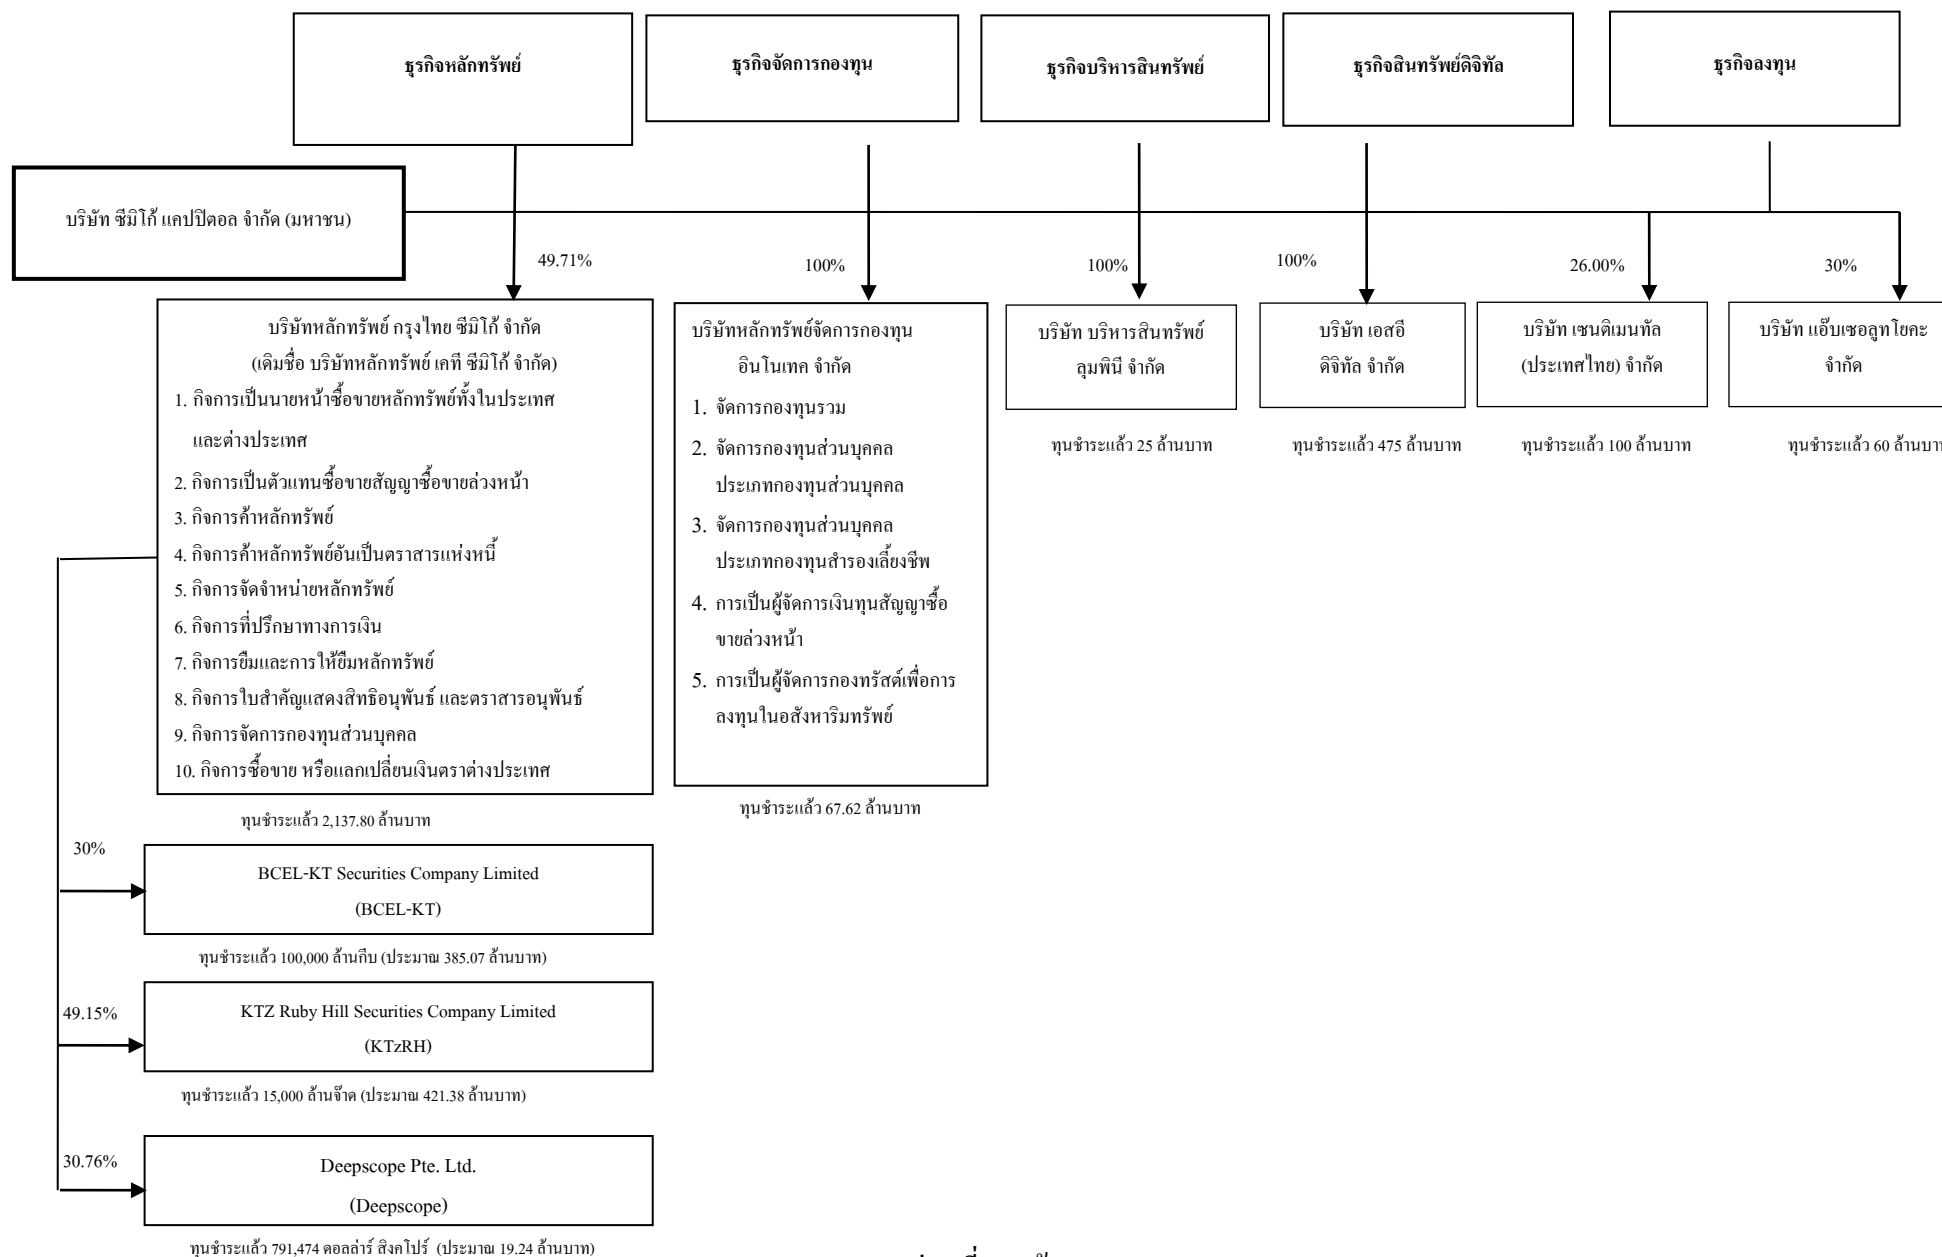 ธุรกิจหลักทรัพย์
ธุรกิจจัดการกองทุน
ธุรกิจบริหารสินทรัพย์
ธุรกิจสินทรัพย์ดิจิทัล
ธุรกิจลงทุน
บริษัท ซีมิโก้ แคปปิตอล จำกัด (มหาชน)
49.71%
100%
100%
100%
26.00%
30%
บริษัทหลักทรัพย์ กรุงไทย ซีมิโก้ จำกัด
(เดิมชื่อ บริษัทหลักทรัพย์ เคที ซีมิโก้ จำกัด)
1. กิจการเป็นนายหน้าซื้อขายหลักทรัพย์ทั้งในประเทศ
และต่างประเทศ
2. กิจการเป็นตัวแทนซื้อขายสัญญาซื้อขายล่วงหน้า
3. กิจการค้าหลักทรัพย์
4. กิจการค้าหลักทรัพย์อันเป็นตราสารแห่งหนี้
5. กิจการจัดจำหน่ายหลักทรัพย์
6. กิจการที่ปรึกษาทางการเงิน
7. กิจการยืมและการให้ยืมหลักทรัพย์
8. กิจการใบสำคัญแสดงสิทธิอนุพันธ์ และตราสารอนุพันธ์
9. กิจการจัดการกองทุนส่วนบุคคล
10. กิจการซื้อขาย หรือแลกเปลี่ยนเงินตราต่างประเทศ
ทุนชำระแล้ว 2,137.80 ล้านบาท
บริษัทหลักทรัพย์จัดการกองทุน
อินโนเทค จำกัด
1. จัดการกองทุนรวม
2. จัดการกองทุนส่วนบุคคล
ประเภทกองทุนส่วนบุคคล
3. จัดการกองทุนส่วนบุคคล
ประเภทกองทุนสำรองเลี้ยงชีพ
4. การเป็นผู้จัดการเงินทุนสัญญาซื้อ
ขายล่วงหน้า
5. การเป็นผู้จัดการกองทรัสต์เพื่อการ
ลงทุนในอสังหาริมทรัพย์
ทุนชำระแล้ว 67.62 ล้านบาท
บริษัท บริหารสินทรัพย์
ลุมพินี จำกัด
ทุนชำระแล้ว 25 ล้านบาท
บริษัท เอสอี
ดิจิทัล จำกัด
ทุนชำระแล้ว 475 ล้านบาท
บริษัท เซนติเมนทัล
(ประเทศไทย) จำกัด
ทุนชำระแล้ว 100 ล้านบาท
บริษัท แอ๊บเซอลูทโยคะ
จำกัด
ทุนชำระแล้ว 60 ล้านบาท
30%
BCEL-KT Securities Company Limited
(BCEL-KT)
ทุนชำระแล้ว 100,000 ล้านกีบ (ประมาณ 385.07 ล้านบาท)
49.15%
KTZ Ruby Hill Securities Company Limited
(KTzRH)
ทุนชำระแล้ว 15,000 ล้านจ๊าด (ประมาณ 421.38 ล้านบาท)
30.76%
Deepscope Pte. Ltd.
(Deepscope)
ทุนชำระแล้ว 791,474 ดอลล่าร์ สิงคโปร์ (ประมาณ 19.24 ล้านบาท)